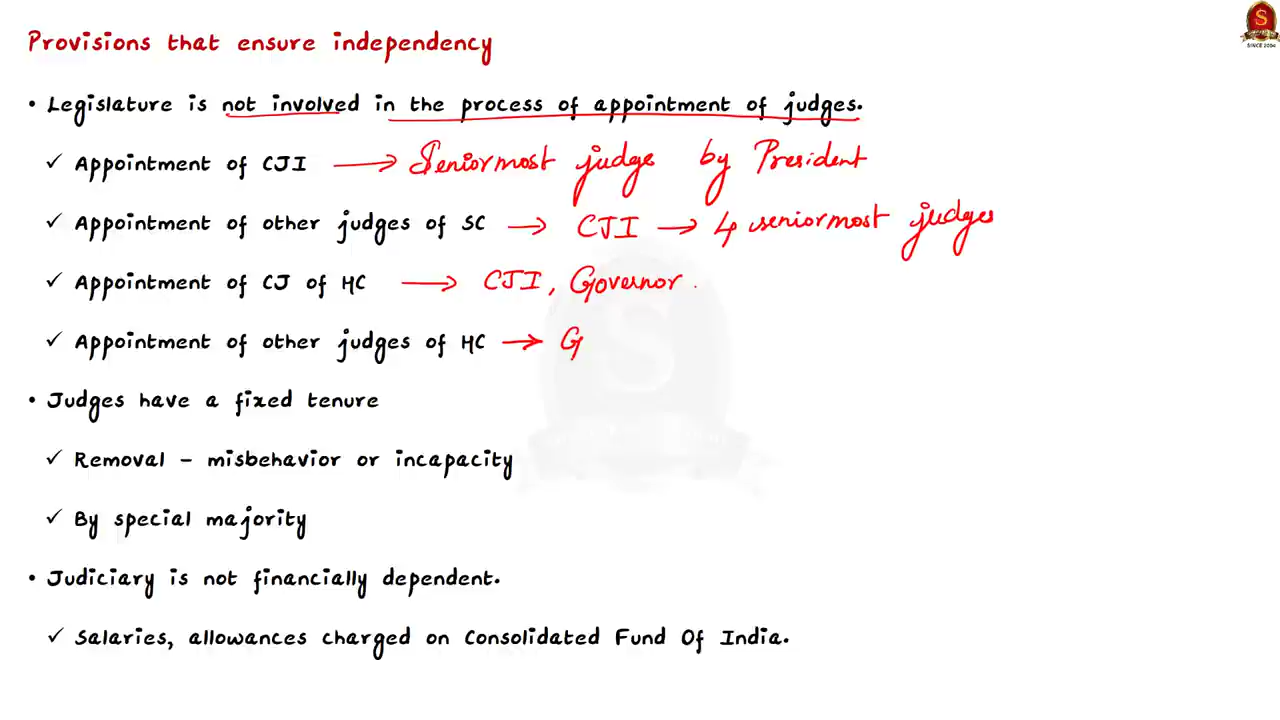 Provisions that ensure independency
• Legislature is not involved in the process of appointment of judges.
✓ Appointment of CJI → Seniormost judge by President
✓ Appointment of other judges of SC → CJI → 4 seniormost judges
✓ Appointment of CJ of HC → CJI, Governor.
✓ Appointment of other judges of HC → G
• Judges have a fixed tenure
✓ Removal – misbehavior or incapacity
✓ By special majority
• Judiciary is not financially dependent.
✓ Salaries, allowances charged on Consolidated Fund Of India.
S
SINCE 2004